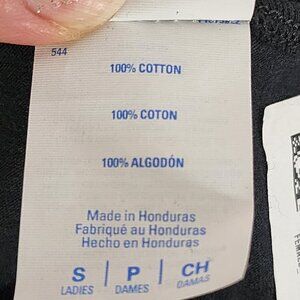 544
100% COTTON
100% COTON
100% ALGODÓN
Made in Honduras
Fabriqué au Honduras
Hecho en Honduras
S | P | CH
LADIES | DAMES | DAMAS